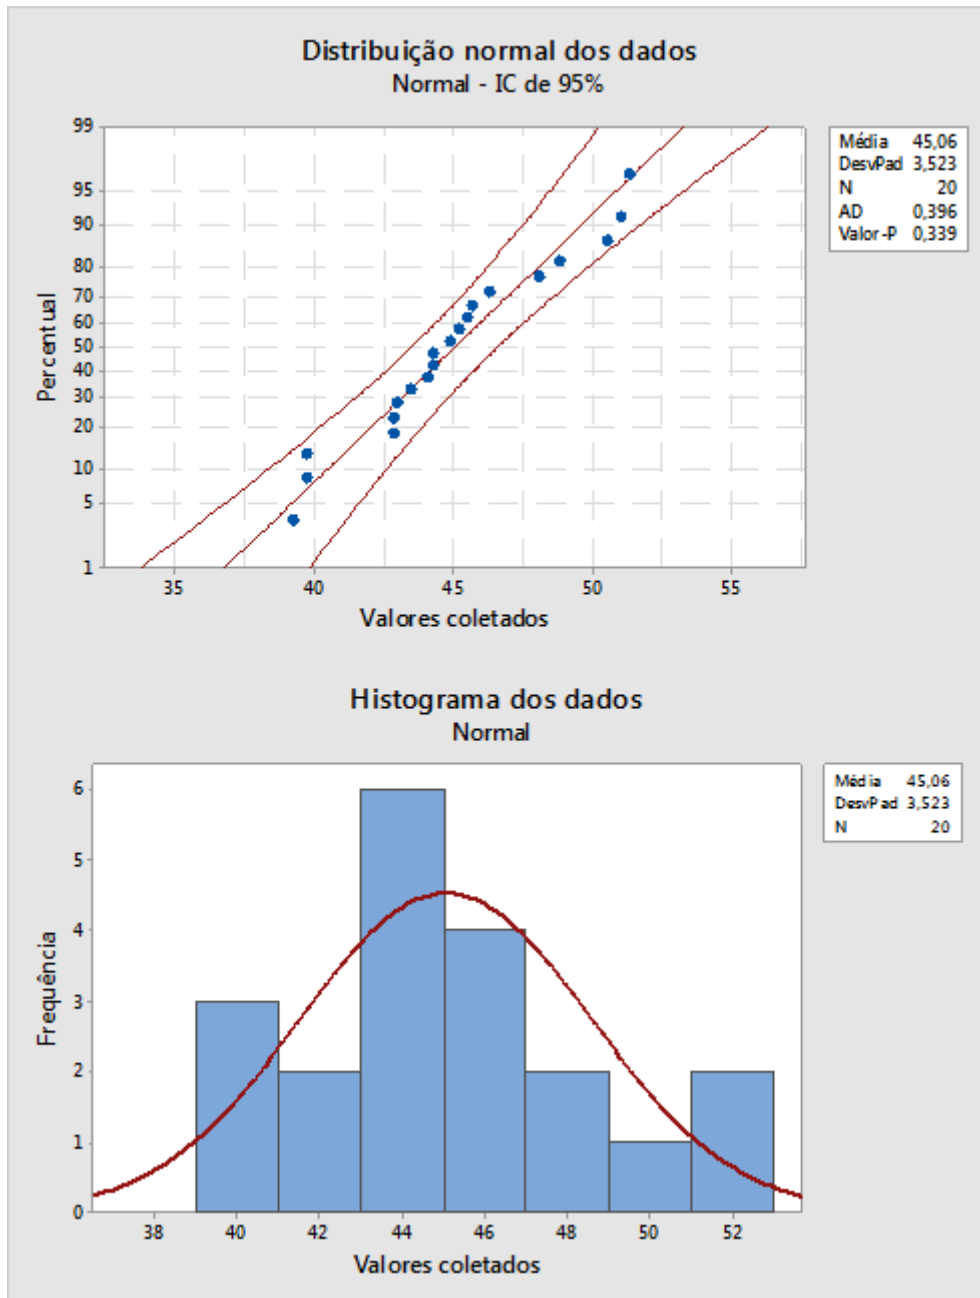 Distribuição normal dos dados
Normal - IC de 95%
Média 45,06
DesvPad 3,523
N 20
AD 0,396
Valor-P 0,339
Percentual
99
95
90
80
70
60
50
40
30
20
10
5
1
35 40 45 50 55
Valores coletados
Histograma dos dados
Normal
Média 45,06
DesvPad 3,523
N 20
Frequência
6
5
4
3
2
1
0
38 40 42 44 46 48 50 52
Valores coletados